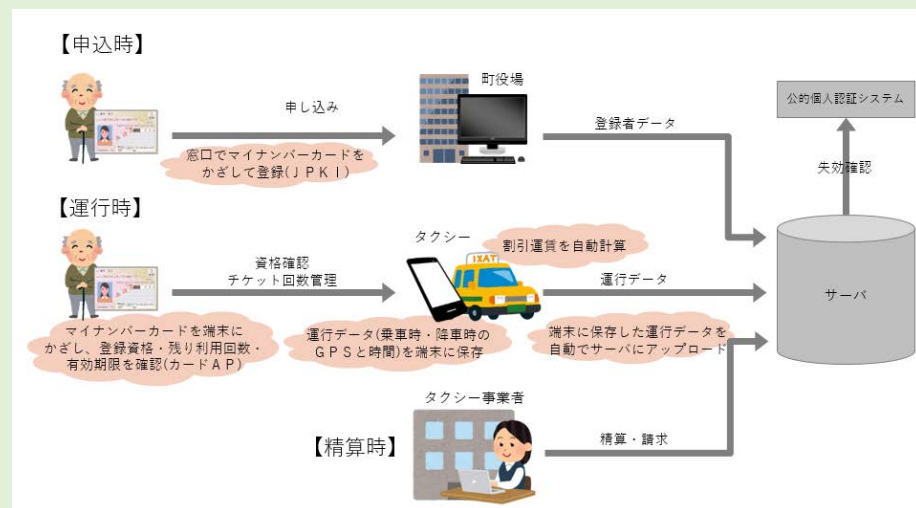 【申込時】
町役場
申し込み
窓口でマイナンバーカードを
かざして登録(JPKI)
登録者データ
公的個人認証システム
失効確認
【運行時】
資格確認
チケット回数管理
マイナンバーカードを端末に
かざし、登録資格・残り利用回数・
有効期限を確認(カードAP)
タクシー
TAXI
割引運賃を自動計算
運行データ(乗車時・降車時の
GPSと時間)を端末に保存
運行データ
端末に保存した運行データを
自動でサーバにアップロード
サーバ
タクシー事業者
【精算時】
精算・請求